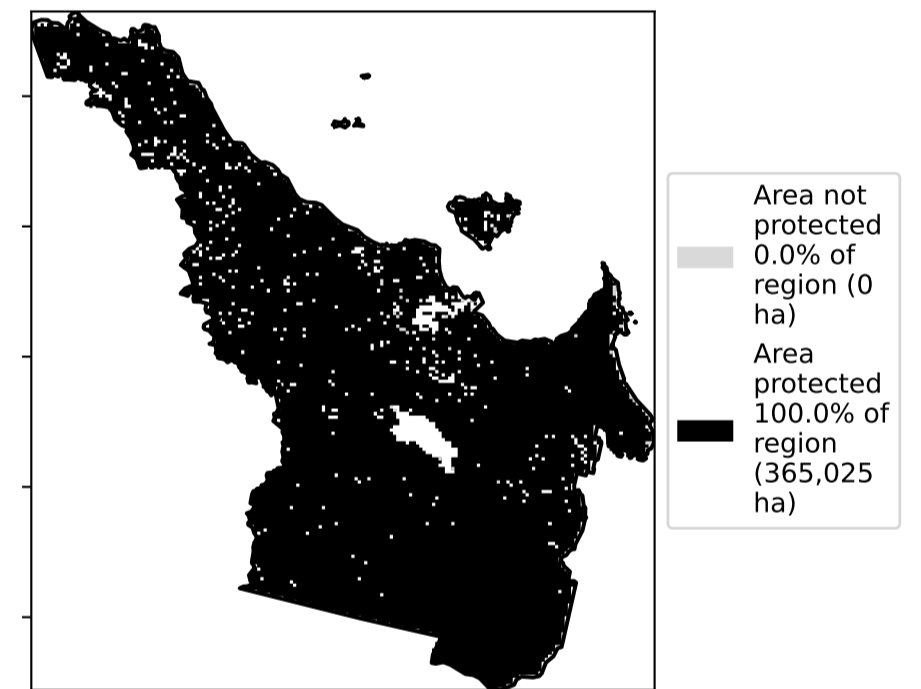 Area not
protected
0.0% of
region (0
ha)
Area
protected
100.0% of
region
(365,025
ha)